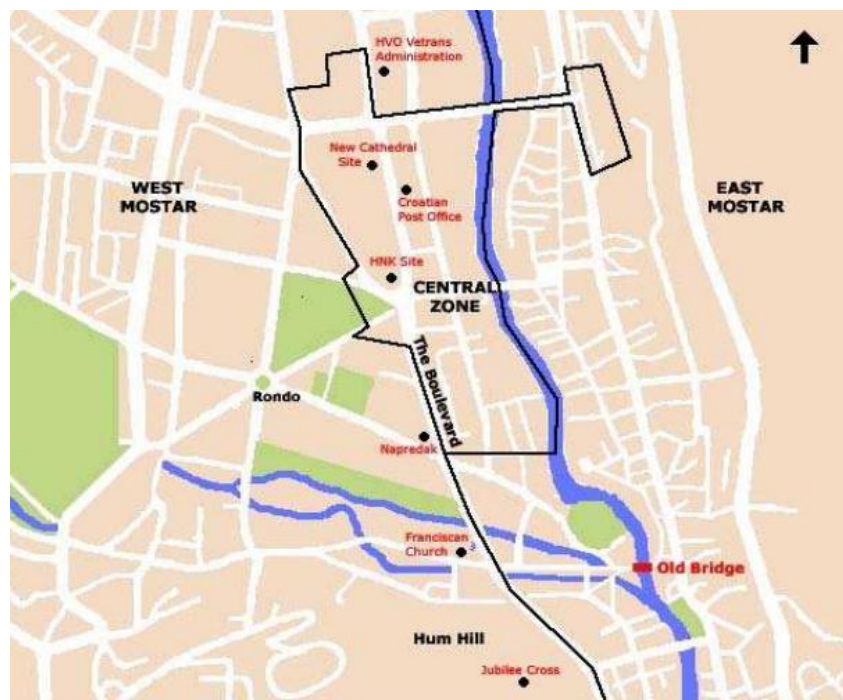 HVO Vetrans
Administration
New Cathedral
Site
WEST
MOSTAR
EAST
MOSTAR
Croatian
Post Office
HNK Site
CENTRALL
ZONE
The Boulevard
Rondo
Napredak
Franciscan
Church
Old Bridge
Hum Hill
Jubilee Cross